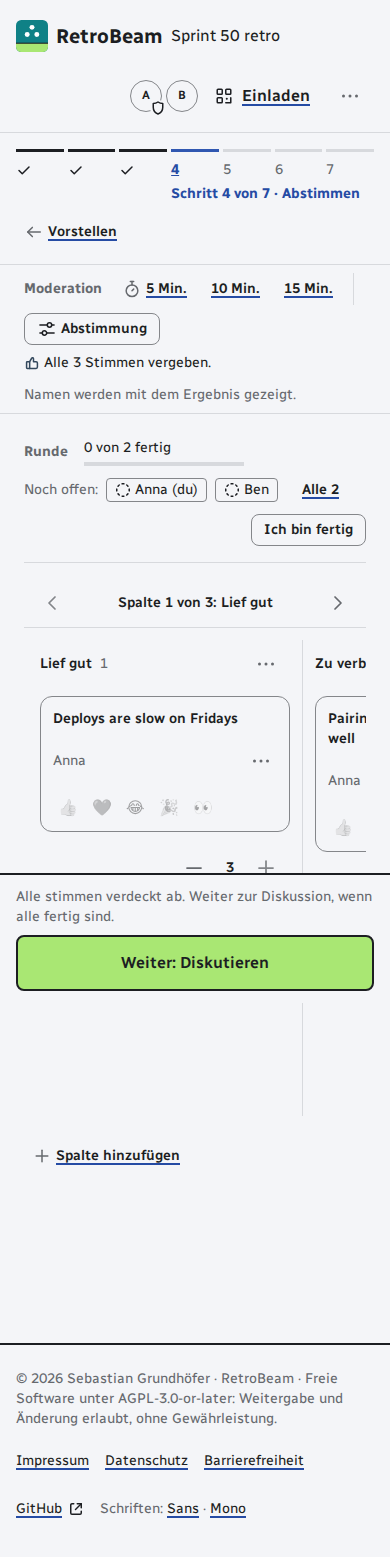 RetroBeam Sprint 50 retro
A B Einladen
4 5 6 7
Schritt 4 von 7 · Abstimmen
Vorstellen
Moderation 5 Min. 10 Min. 15 Min.
Abstimmung
Alle 3 Stimmen vergeben.
Namen werden mit dem Ergebnis gezeigt.
Runde 0 von 2 fertig
Noch offen: Anna (du) Ben Alle 2
Ich bin fertig
Spalte 1 von 3: Lief gut
Lief gut 1
Deploys are slow on Fridays
Anna
3
Zu verb
Pairin
well
Anna
Alle stimmen verdeckt ab. Weiter zur Diskussion, wenn
alle fertig sind.
Weiter: Diskutieren
Spalte hinzufügen
© 2026 Sebastian Grundhöfer · RetroBeam · Freie
Software unter AGPL-3.0-or-later: Weitergabe und
Änderung erlaubt, ohne Gewährleistung.
Impressum Datenschutz Barrierefreiheit
GitHub Schriften: Sans · Mono